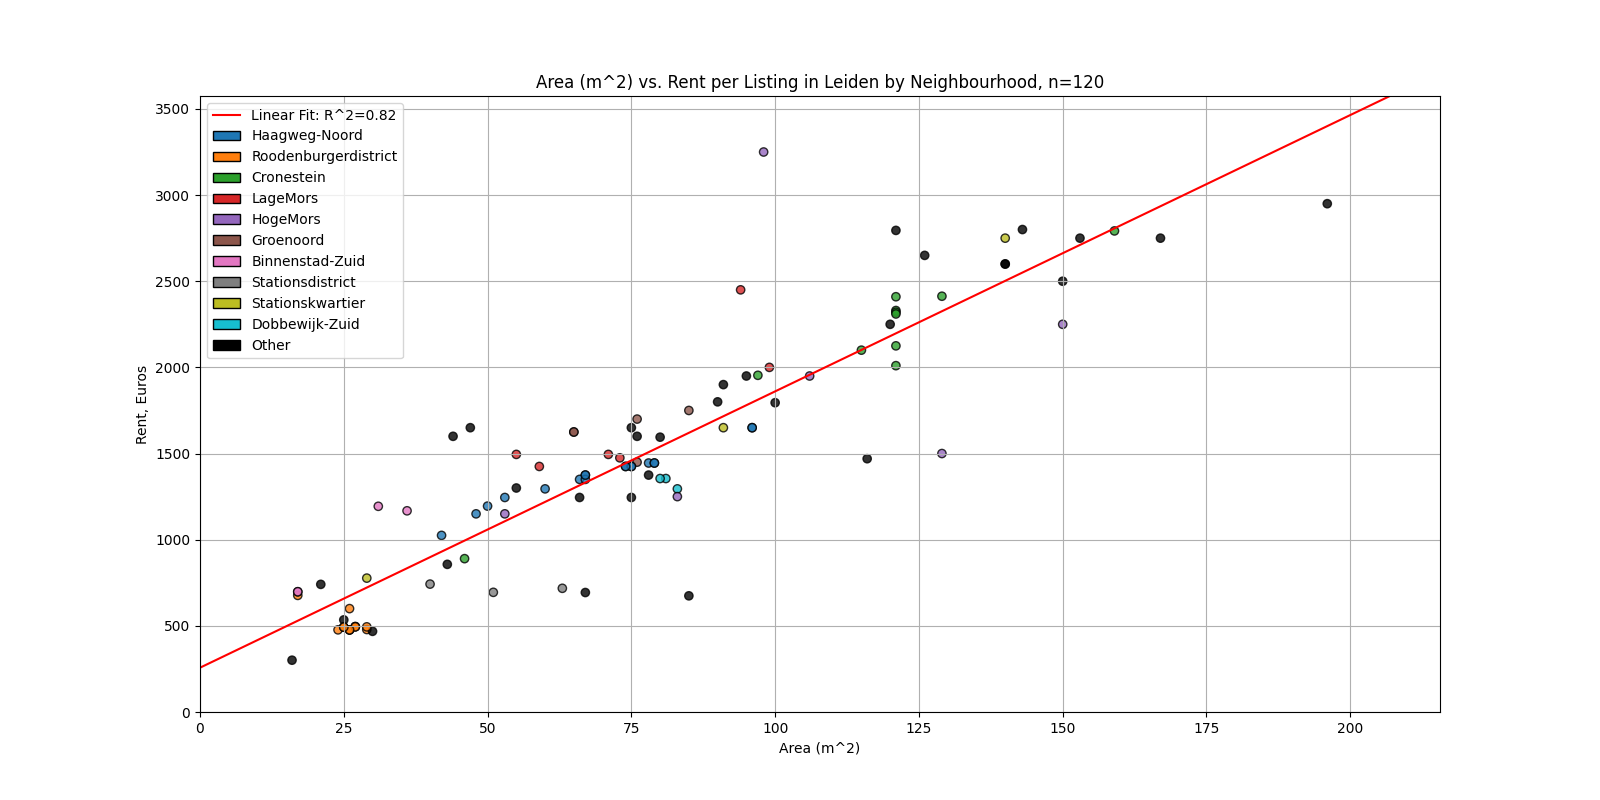 Area (m^2) vs. Rent per Listing in Leiden by Neighbourhood, n=120
Linear Fit: R^2=0.82
Haagweg-Noord
Roodenburgerdistrict
Cronestein
LageMors
HogeMors
Groenoord
Binnenstad-Zuid
Stationsdistrict
Stationskwartier
Dobbewijk-Zuid
Other
3500
3000
2500
2000
1500
1000
500
0
Rent, Euros
0 25 50 75 100 125 150 175 200
Area (m^2)